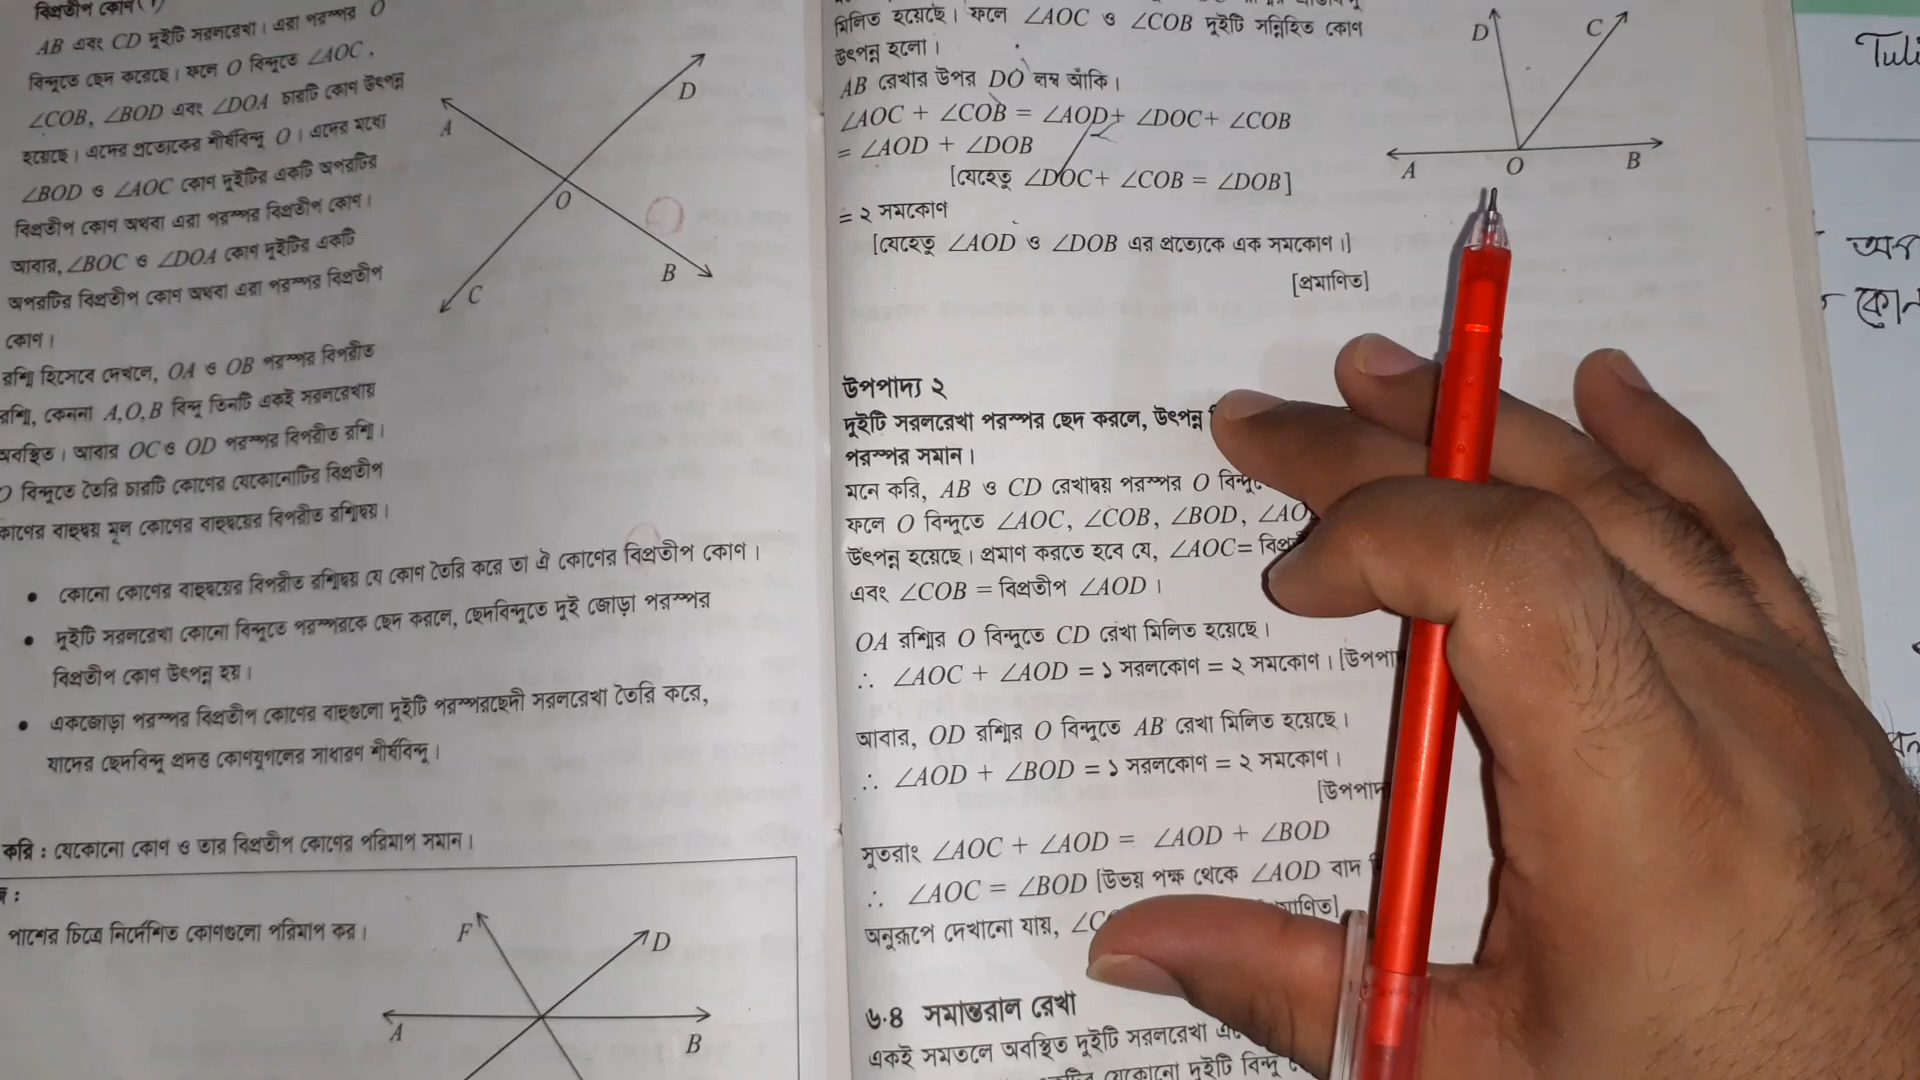 বিপ্রতীপ কোণ
AB এবং CD দুইটি সরলরেখা। এরা পরস্পর O
বিন্দুতে ছেদ করেছে। ফলে O বিন্দুতে ∠AOC,
∠COB, ∠BOD এবং ∠DOA চারটি কোণ উৎপন্ন
হয়েছে। এদের প্রত্যেকের শীর্ষবিন্দু O। এদের মধ্যে
∠BOD ও ∠AOC কোণ দুইটির একটি অপরটির
বিপ্রতীপ কোণ অথবা এরা পরস্পর বিপ্রতীপ কোণ।
আবার, ∠BOC ও ∠DOA কোণ দুইটির একটি
অপরটির বিপ্রতীপ কোণ অথবা এরা পরস্পর বিপ্রতীপ
কোণ।
রশ্মি হিসেবে দেখলে, OA ও OB পরস্পর বিপরীত
রশ্মি, কেননা A,O,B বিন্দু তিনটি একই সরলরেখায়
অবস্থিত। আবার OC ও OD পরস্পর বিপরীত রশ্মি।
O বিন্দুতে তৈরি চারটি কোণের যেকোনোটির বিপ্রতীপ
কোণের বাহুদ্বয় মূল কোণের বাহুদ্বয়ের বিপরীত রশ্মিদ্বয়।
A
D
O
B
C
• কোনো কোণের বাহুদ্বয়ের বিপরীত রশ্মিদ্বয় যে কোণ তৈরি করে তা ঐ কোণের বিপ্রতীপ কোণ।
• দুইটি সরলরেখা কোনো বিন্দুতে পরস্পরকে ছেদ করলে, ছেদবিন্দুতে দুই জোড়া পরস্পর
বিপ্রতীপ কোণ উৎপন্ন হয়।
• একজোড়া পরস্পর বিপ্রতীপ কোণের বাহুগুলো দুইটি পরস্পরছেদী সরলরেখা তৈরি করে,
যাদের ছেদবিন্দু প্রদত্ত কোণযুগলের সাধারণ শীর্ষবিন্দু।
করি : যেকোনো কোণ ও তার বিপ্রতীপ কোণের পরিমাপ সমান।
পাশের চিত্রে নির্দেশিত কোণগুলো পরিমাপ কর।
F
D
A
B
মিলিত হয়েছে। ফলে ∠AOC ও ∠COB দুইটি সন্নিহিত কোণ
উৎপন্ন হলো।
AB রেখার উপর DO লম্ব আঁকি।
∠AOC + ∠COB = ∠AOD+ ∠DOC+ ∠COB
= ∠AOD + ∠DOB
[যেহেতু ∠DOC+ ∠COB = ∠DOB]
= ২ সমকোণ
[যেহেতু ∠AOD ও ∠DOB এর প্রত্যেকে এক সমকোণ।]
[প্রমাণিত]
D
C
A
O
B
উপপাদ্য ২
দুইটি সরলরেখা পরস্পর ছেদ করলে, উৎপন্ন
পরস্পর সমান।
মনে করি, AB ও CD রেখাদ্বয় পরস্পর O
ফলে O বিন্দুতে ∠AOC, ∠COB, ∠BOD,
উৎপন্ন হয়েছে। প্রমাণ করতে হবে যে, ∠AOC=
এবং ∠COB = বিপ্রতীপ ∠AOD ।
OA রশ্মির O বিন্দুতে CD রেখা মিলিত হয়েছে।
∴ ∠AOC + ∠AOD = ১ সরলকোণ = ২ সমকোণ।
আবার, OD রশ্মির O বিন্দুতে AB রেখা মিলিত হয়েছে।
∴ ∠AOD + ∠BOD = ১ সরলকোণ = ২ সমকোণ।
সুতরাং ∠AOC + ∠AOD = ∠AOD + ∠BOD
∴ ∠AOC = ∠BOD [উভয় পক্ষ থেকে ∠AOD বাদ
অনুরূপে দেখানো যায়,
৬.৪ সমান্তরাল রেখা
একই সমতলে অবস্থিত দুইটি সরলরেখা
যেকোনো দুইটি বিন্দু